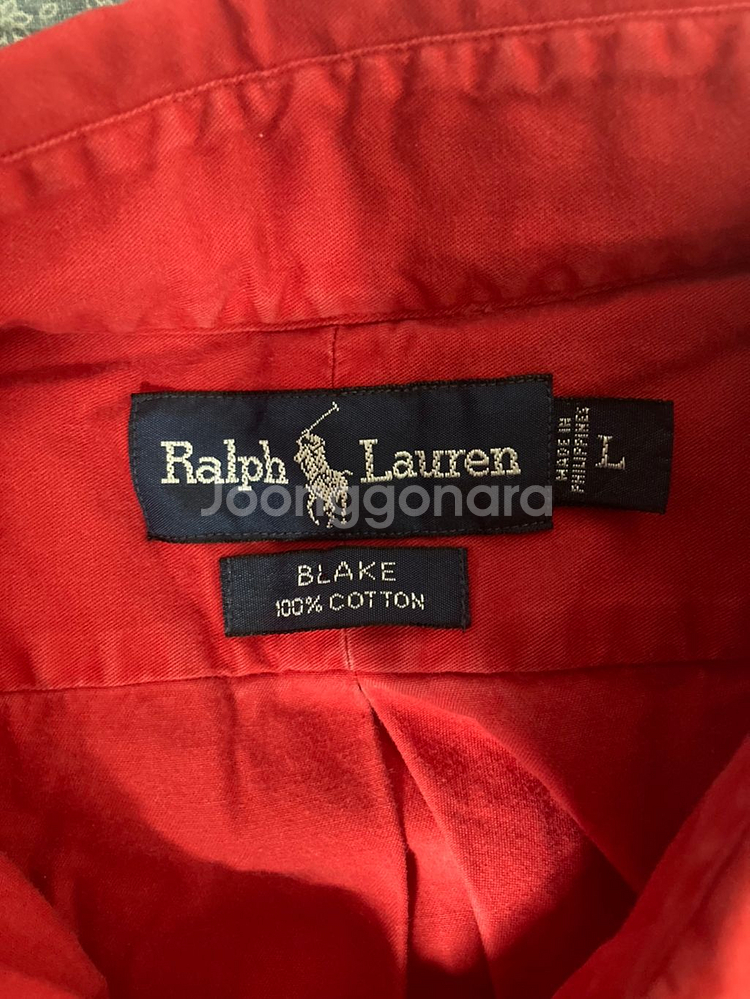 Ralph Lauren
MADE IN
PHILIPPINES
L
Joonggonara
BLAKE
100% COTTON